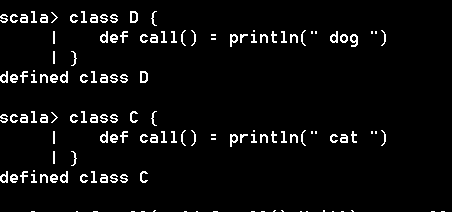 scala> class D {
     |    def call() = println(" dog ")
     | }
defined class D
scala> class C {
     |    def call() = println(" cat ")
     | }
defined class C